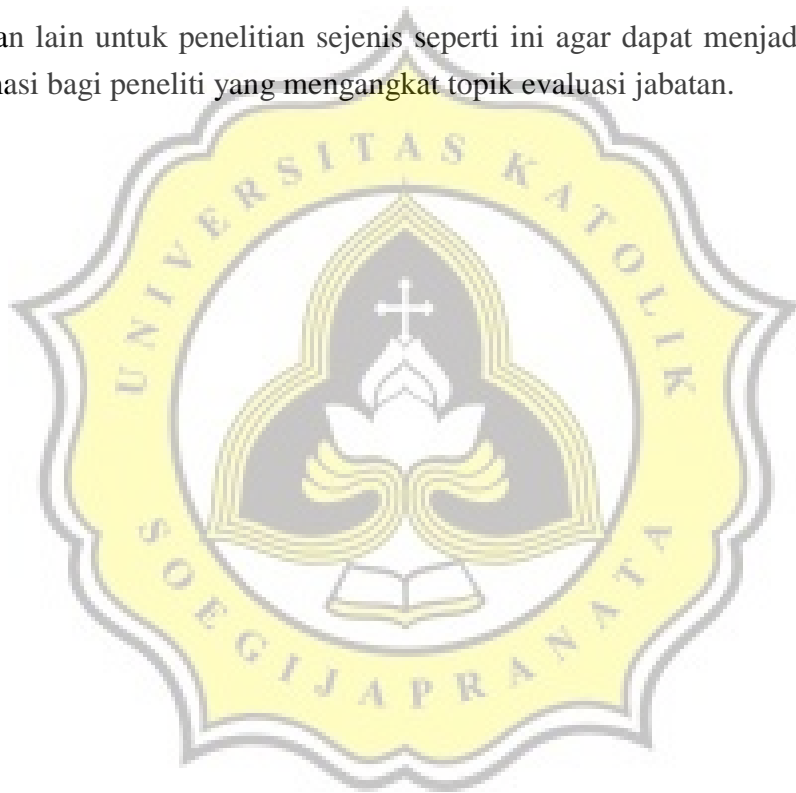 an lain untuk penelitian sejenis seperti ini agar dapat menjad
nasi bagi peneliti yang mengangkat topik evaluasi jabatan.
UNIVERSITAS KATOLIK
SOEGIJAPRANATA